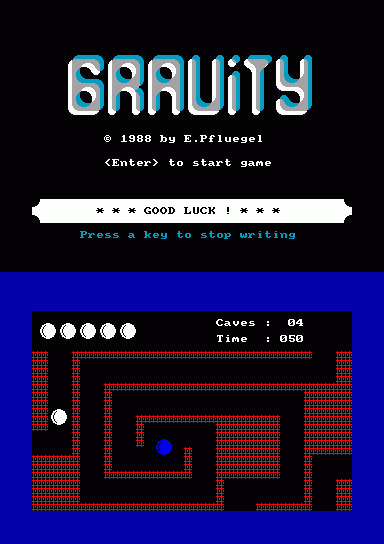 GRAVITY
© 1988 by E.Pfluegel
<Enter> to start game
* * * GOOD LUCK ! * * *
Press a key to stop writing
Caves : 04
Time : 050